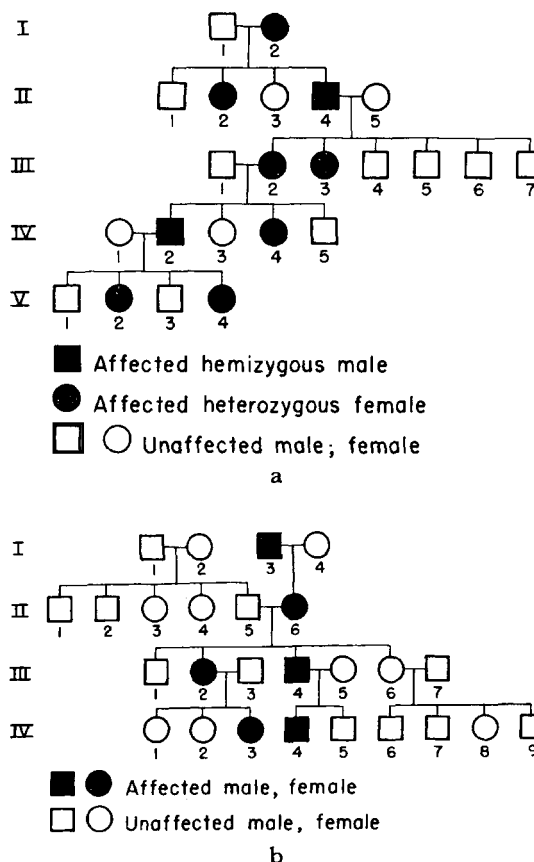 I
1 2
II
1 2 3 4 5
III
1 2 3 4 5 6 7
IV
1 2 3 4 5
V
1 2 3 4
Affected hemizygous male
Affected heterozygous female
Unaffected male; female
a
I
1 2 3 4
II
1 2 3 4 5 6
III
1 2 3 4 5 6 7
IV
1 2 3 4 5 6 7 8 9
Affected male, female
Unaffected male, female
b